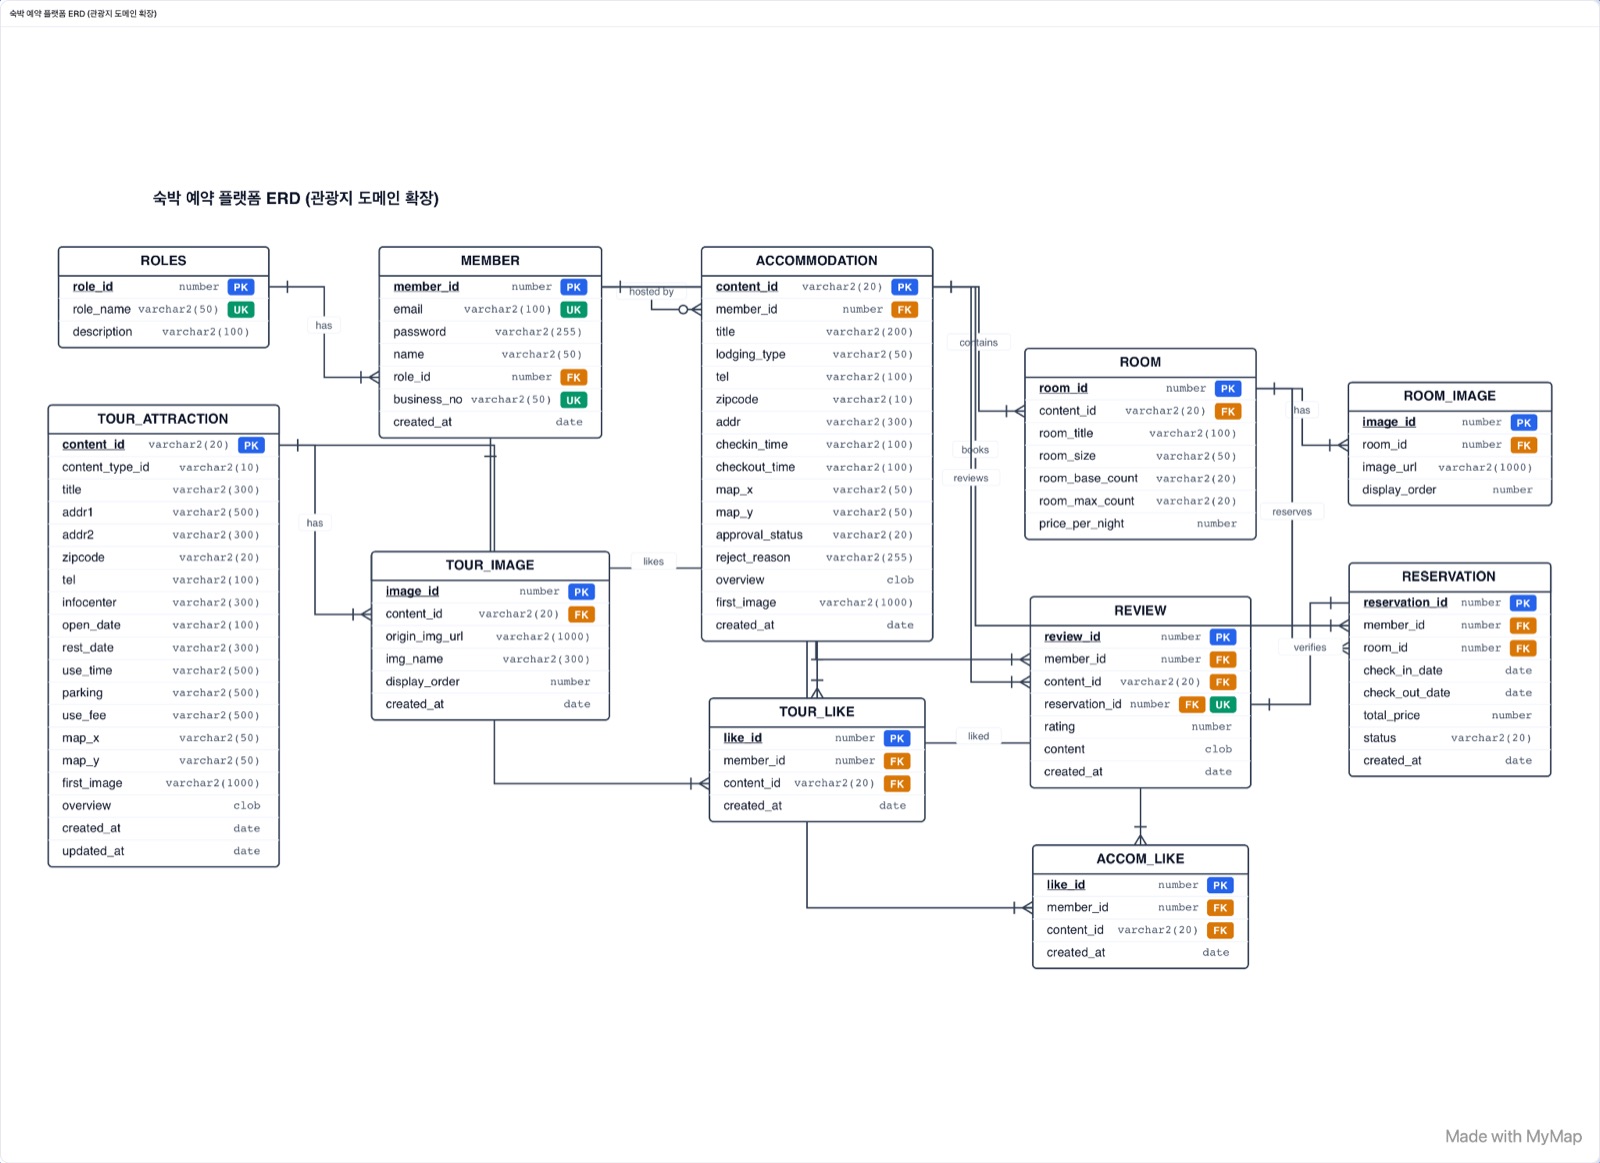 숙박 예약 플랫폼 ERD (관광지 도메인 확장)
숙박 예약 플랫폼 ERD (관광지 도메인 확장)
ROLES
role_id number PK
role_name varchar2(50) UK
description varchar2(100)
has
MEMBER
member_id number PK
email varchar2(100) UK
password varchar2(255)
name varchar2(50)
role_id number FK
business_no varchar2(50) UK
created_at date
hosted by
ACCOMMODATION
content_id varchar2(20) PK
member_id number FK
title varchar2(200)
lodging_type varchar2(50)
tel varchar2(100)
zipcode varchar2(10)
addr varchar2(300)
checkin_time varchar2(100)
checkout_time varchar2(100)
map_x varchar2(50)
map_y varchar2(50)
approval_status varchar2(20)
reject_reason varchar2(255)
overview clob
first_image varchar2(1000)
created_at date
contains
books
reviews
ROOM
room_id number PK
content_id varchar2(20) FK
room_title varchar2(100)
room_size varchar2(50)
room_base_count varchar2(20)
room_max_count varchar2(20)
price_per_night number
has
reserves
ROOM_IMAGE
image_id number PK
room_id number FK
image_url varchar2(1000)
display_order number
TOUR_ATTRACTION
content_id varchar2(20) PK
content_type_id varchar2(10)
title varchar2(300)
addr1 varchar2(500)
addr2 varchar2(300)
zipcode varchar2(20)
tel varchar2(100)
infocenter varchar2(300)
open_date varchar2(100)
rest_date varchar2(300)
use_time varchar2(500)
parking varchar2(500)
use_fee varchar2(500)
map_x varchar2(50)
map_y varchar2(50)
first_image varchar2(1000)
overview clob
created_at date
updated_at date
has
TOUR_IMAGE
image_id number PK
content_id varchar2(20) FK
origin_img_url varchar2(1000)
img_name varchar2(300)
display_order number
created_at date
likes
TOUR_LIKE
like_id number PK
member_id number FK
content_id varchar2(20) FK
created_at date
liked
REVIEW
review_id number PK
member_id number FK
content_id varchar2(20) FK
reservation_id number FK UK
rating number
content clob
created_at date
verifies
RESERVATION
reservation_id number PK
member_id number FK
room_id number FK
check_in_date date
check_out_date date
total_price number
status varchar2(20)
created_at date
ACCOM_LIKE
like_id number PK
member_id number FK
content_id varchar2(20) FK
created_at date
Made with MyMap